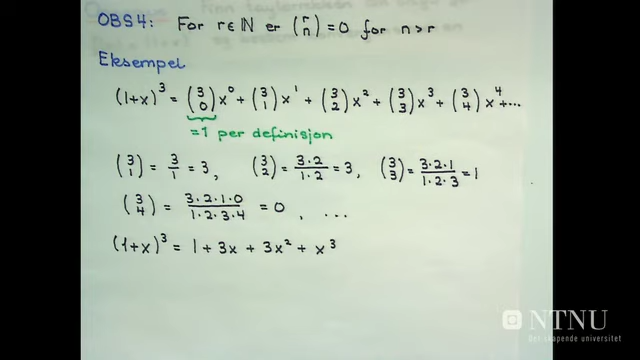 OBS4: For r∈ℕ er (r n) = 0 for n > r
Eksempel
(1+x)³ = (3 0)x⁰ + (3 1)x¹ + (3 2)x² + (3 3)x³ + (3 4)x⁴ + ...
=1 per definisjon
(3 1) = 3/1 = 3, (3 2) = 3·2/1·2 = 3, (3 3) = 3·2·1/1·2·3 = 1
(3 4) = 3·2·1·0/1·2·3·4 = 0, ...
(1+x)³ = 1 + 3x + 3x² + x³
NTNU
Det skapende universitet